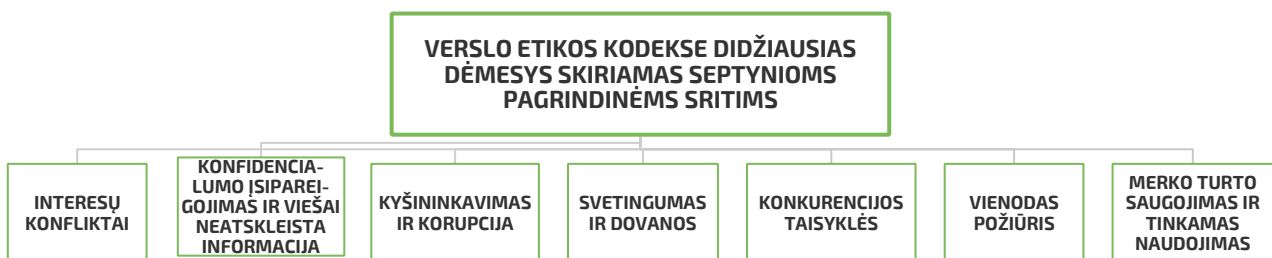 VERSLO ETIKOS KODEKSE DIDŽIAUSIAS
DĖMESYS SKIRIAMAS SEPTYNIOMS
PAGRINDINĖMS SRITIMS
INTERESŲ
KONFLIKTAI
KONFIDENCIA-
LUMO ĮSIPAREI-
GOJIMAS IR VIEŠAI
NEATSKLEISTA
INFORMACIJA
KYŠININKAVIMAS
IR KORUPCIJA
SVETINGUMAS
IR DOVANOS
KONKURENCIJOS
TAISYKLĖS
VIENODAS
POŽIŪRIS
MERKO TURTO
SAUGOJIMAS IR
TINKAMAS
NAUDOJIMAS